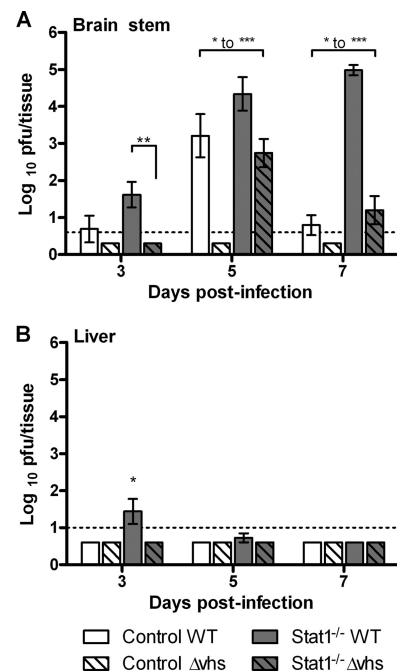 A Brain stem
Log 10 pfu/tissue
6
* to ***
* to ***
5
4
3
**
2
1
0
3 5 7
Days post-infection
B Liver
Log 10 pfu/tissue
6
5
4
3
2
*
1
0
3 5 7
Days post-infection
Control WT Stat1-/- WT
Control Δvhs Stat1-/- Δvhs